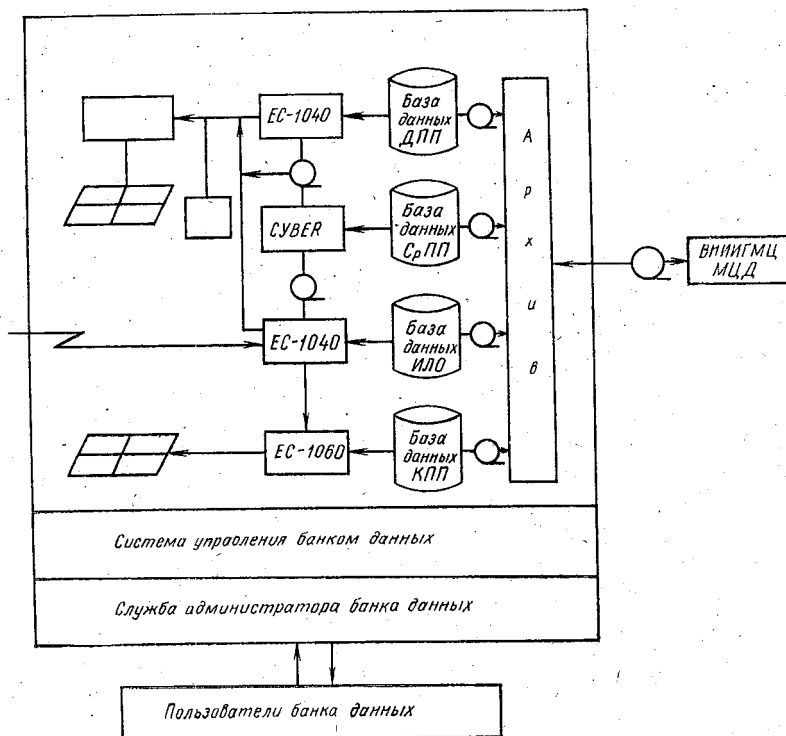 ЕС-1040
База
данных
ДПП
CYBER
База
данных
СрПП
ЕС-1040
База
данных
ИЛО
ЕС-1060
База
данных
КПП
А
р
х
и
в
ВНИИГМЦ
МЦД
Система управления банком данных
Служба администратора банка данных
Пользователи банка данных